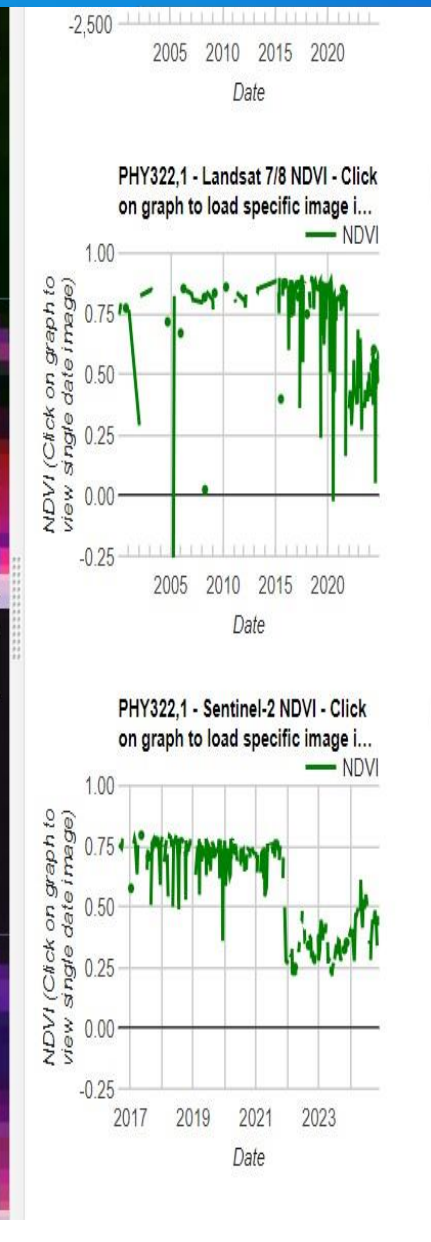 -2,500
2005 2010 2015 2020
Date
PHY322,1 - Landsat 7/8 NDVI - Click
on graph to load specific image i...
NDVI
NDVI (Click on graph to
view single date image)
1.00
0.75
0.50
0.25
0.00
-0.25
2005 2010 2015 2020
Date
PHY322,1 - Sentinel-2 NDVI - Click
on graph to load specific image i...
NDVI
NDVI (Click on graph to
view single date image)
1.00
0.75
0.50
0.25
0.00
-0.25
2017 2019 2021 2023
Date